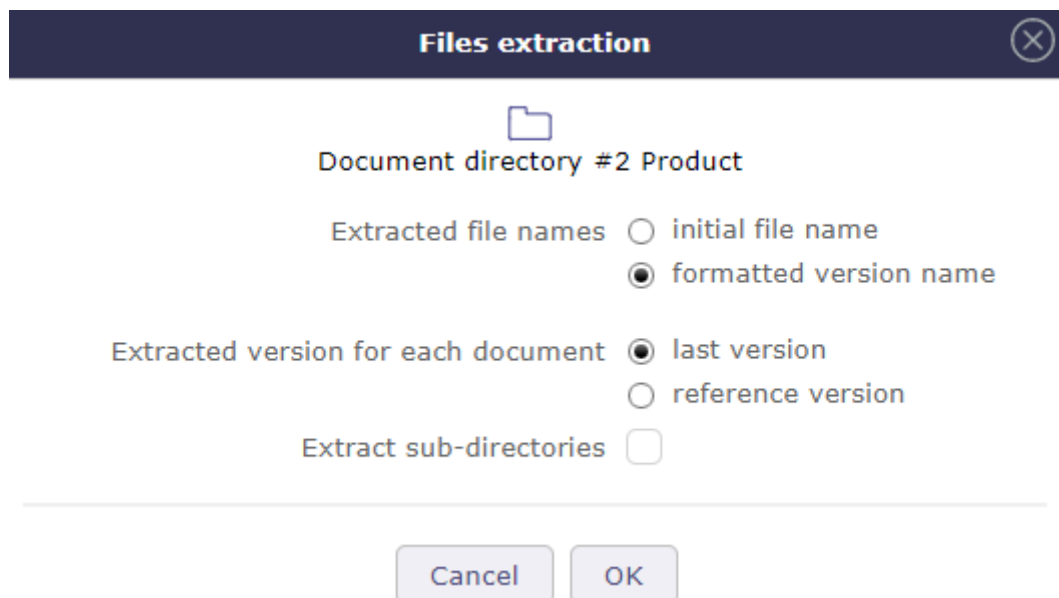 Files extraction
Document directory #2 Product
Extracted file names initial file name
formatted version name
Extracted version for each document last version
reference version
Extract sub-directories
Cancel OK